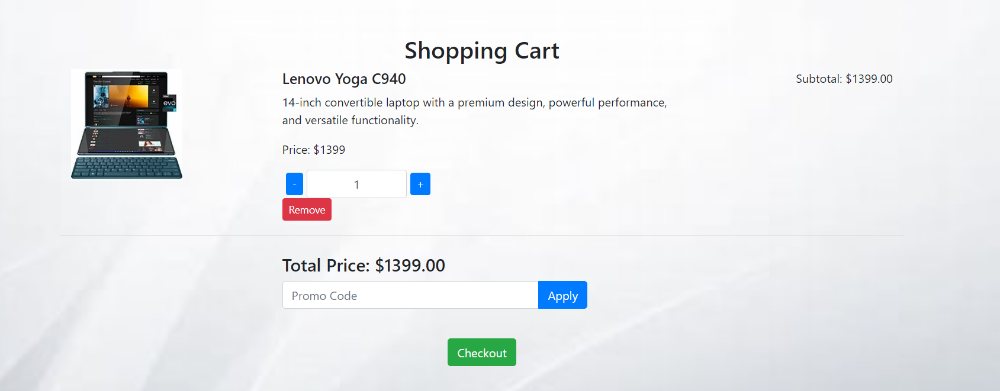 Shopping Cart
Lenovo Yoga C940
Subtotal: $1399.00
14-inch convertible laptop with a premium design, powerful performance,
and versatile functionality.
Price: $1399
- 1 +
Remove
evo
Total Price: $1399.00
Promo Code
Apply
Checkout